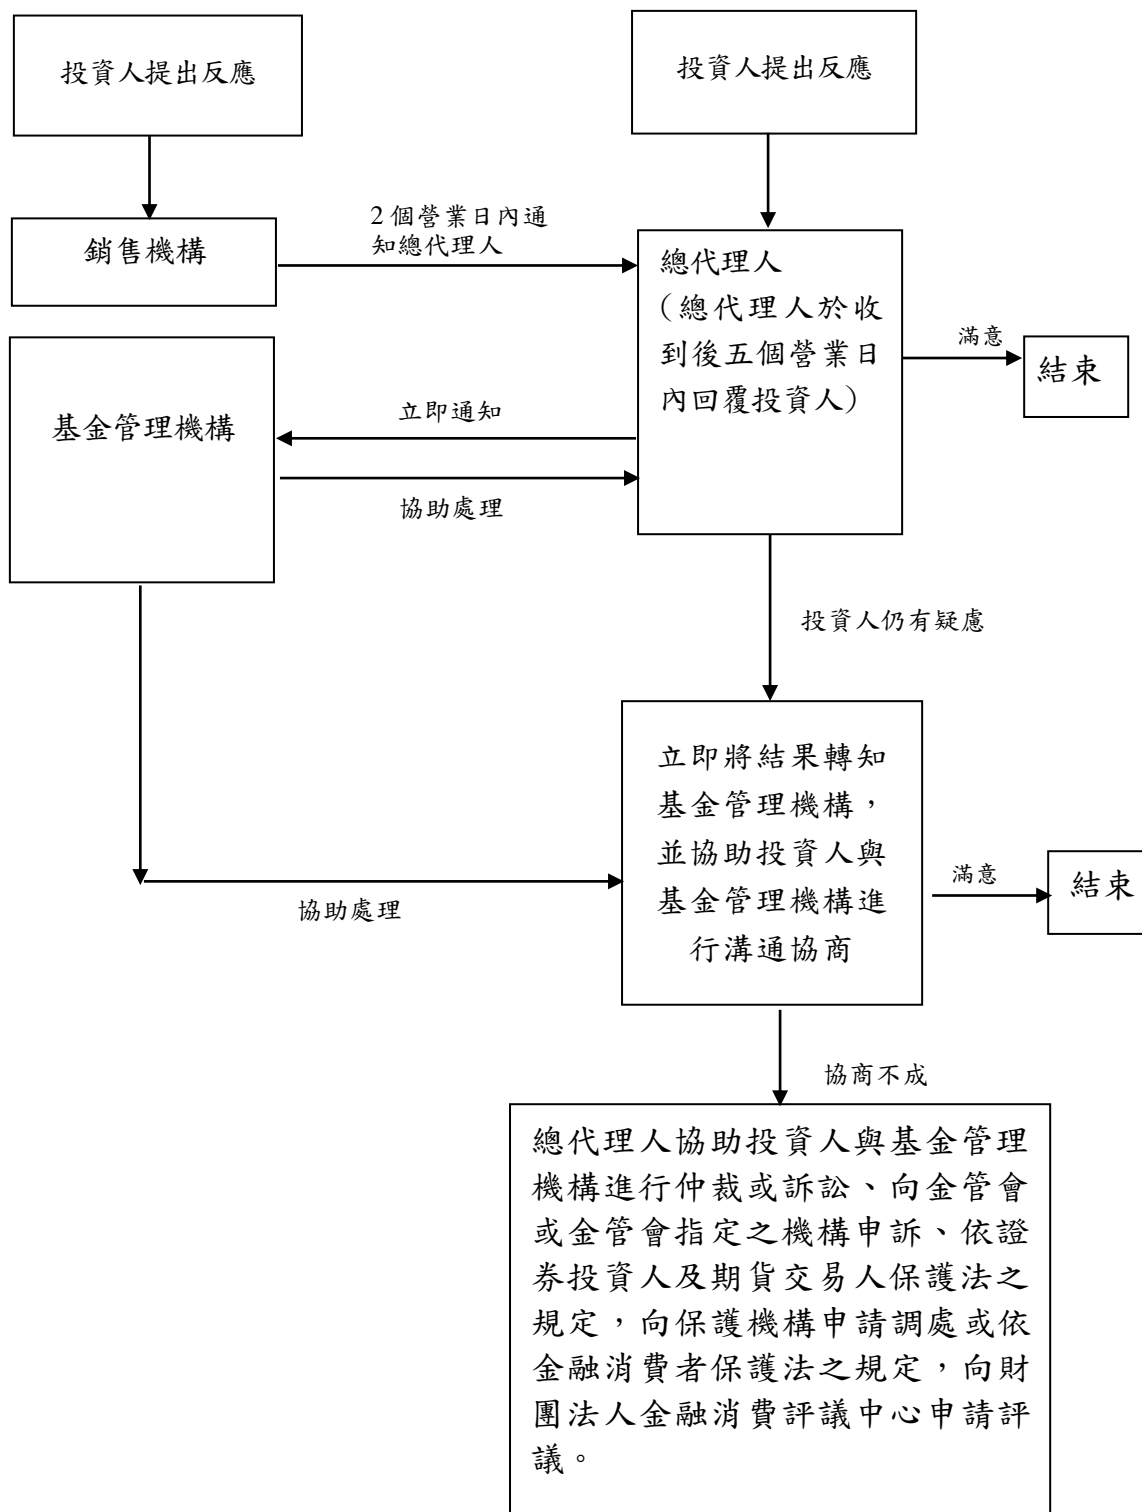 投資人提出反應
投資人提出反應
銷售機構
2 個營業日內通
知總代理人
總代理人
（總代理人於收
到後五個營業日
內回覆投資人）
滿意
結束
基金管理機構
立即通知
協助處理
投資人仍有疑慮
立即將結果轉知
基金管理機構，
並協助投資人與
基金管理機構進
行溝通協商
滿意
結束
協助處理
協商不成
總代理人協助投資人與基金管理
機構進行仲裁或訴訟、向金管會
或金管會指定之機構申訴、依證
券投資人及期貨交易人保護法之
規定，向保護機構申請調處或依
金融消費者保護法之規定，向財
團法人金融消費評議中心申請評
議。